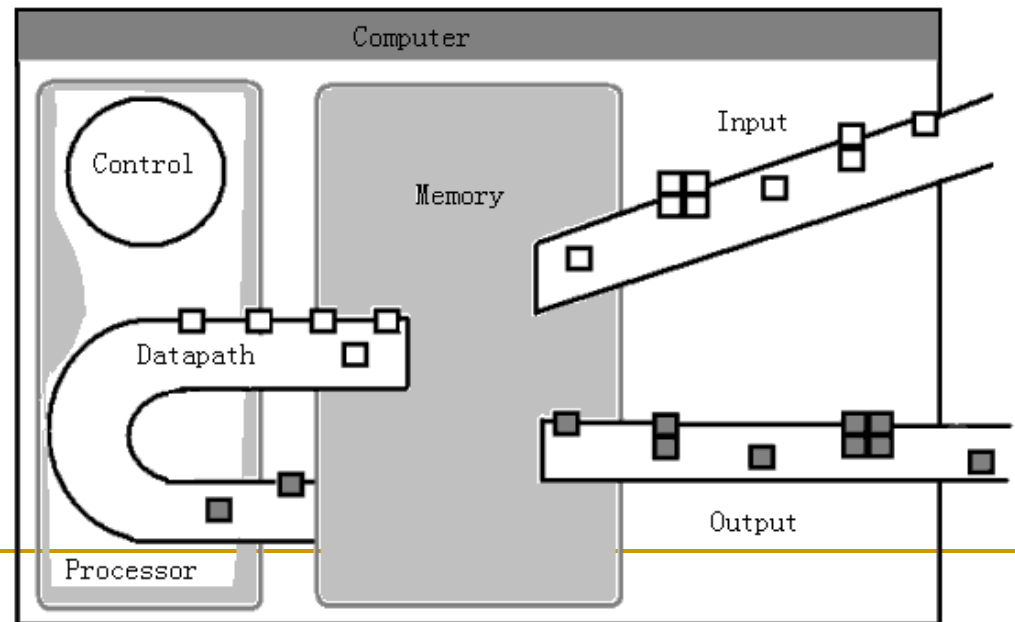 Computer
Control
Memory
Input
Datapath
Output
Processor